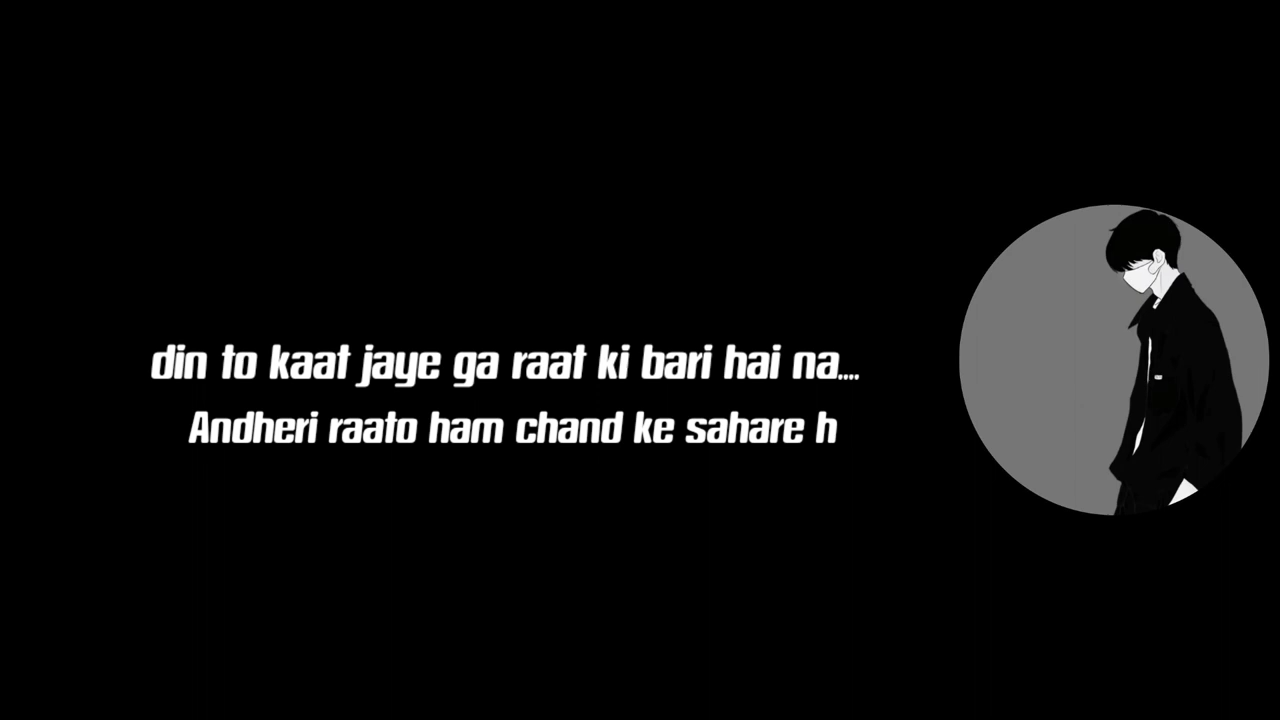 din to kaat jaye ga raat ki bari hai na....
Andheri raato ham chand ke sahare h